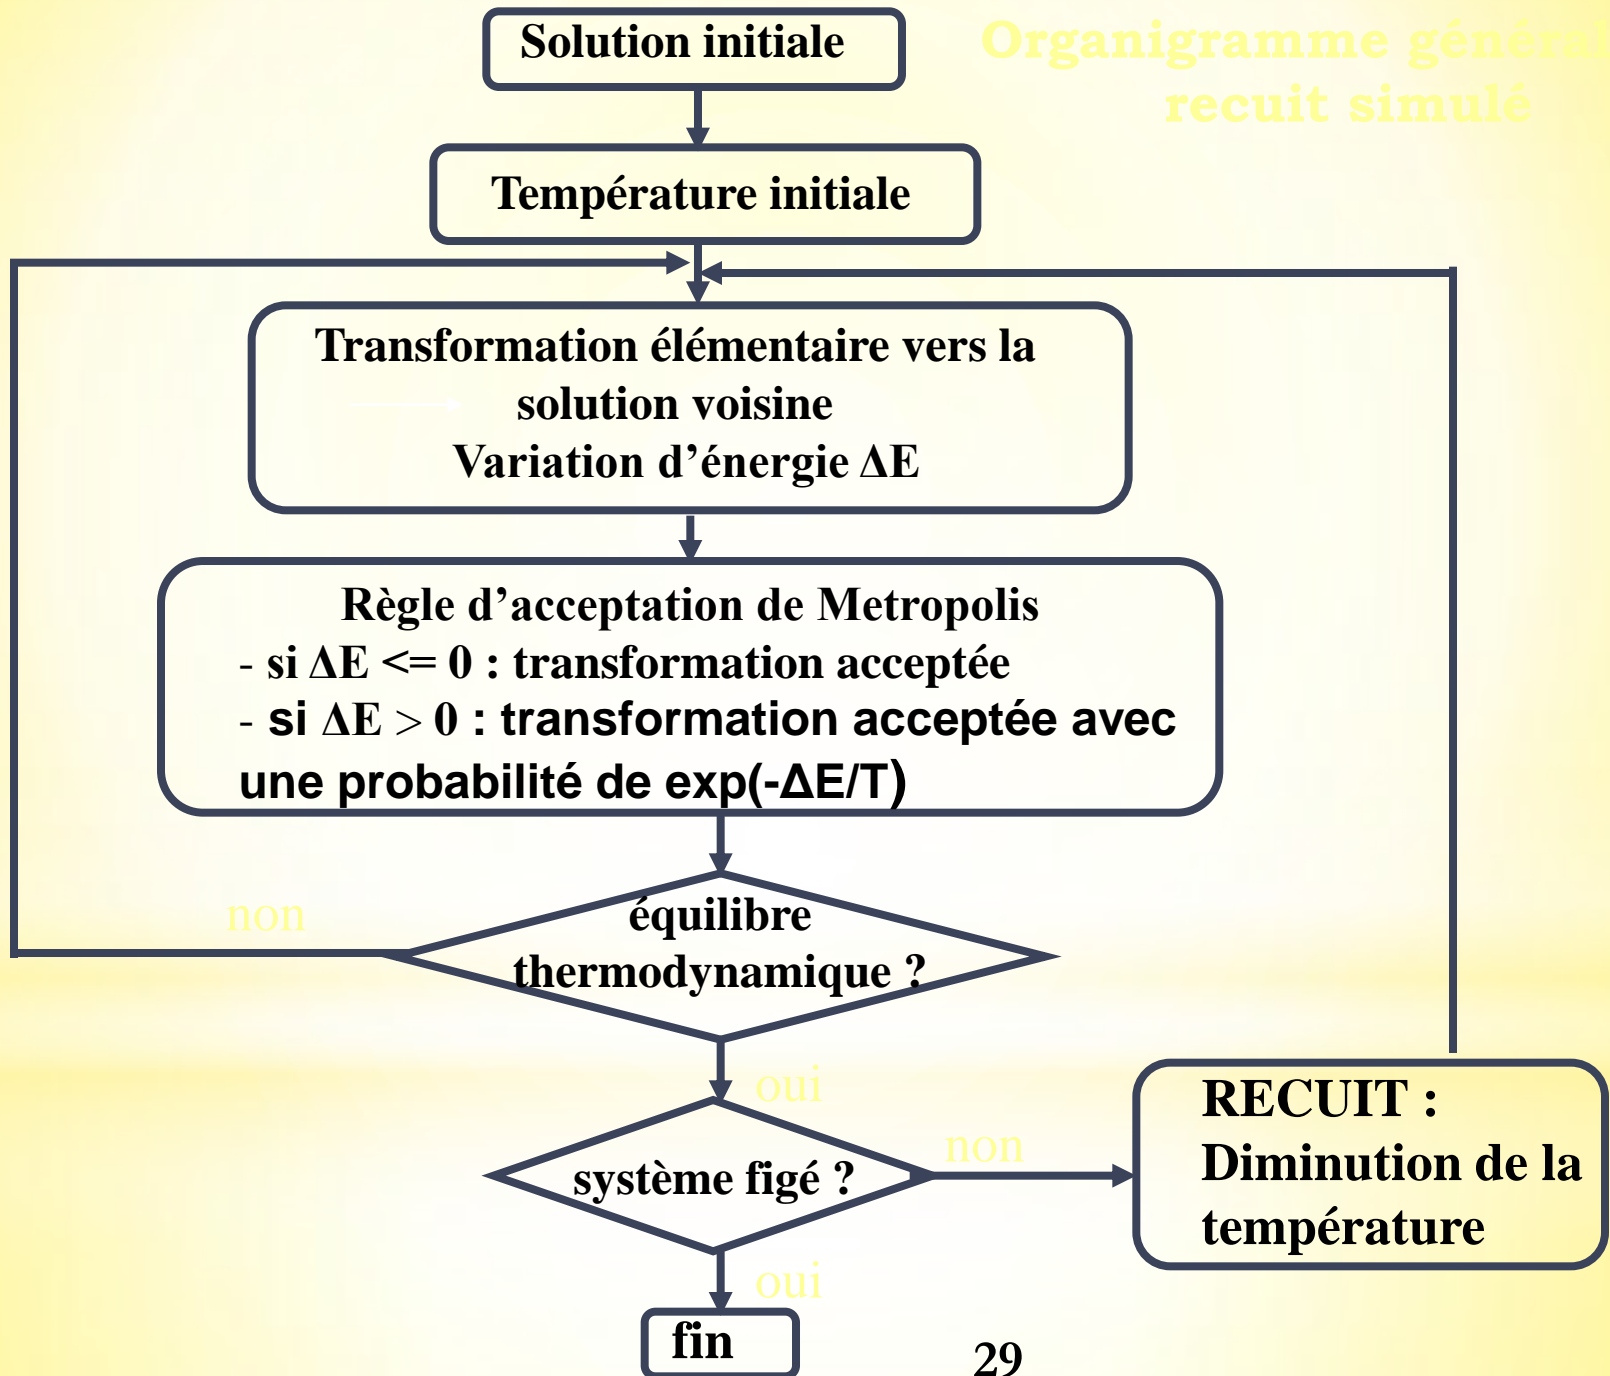 Organigramme général
recuit simulé
Solution initiale
Température initiale
Transformation élémentaire vers la
solution voisine
Variation d’énergie ΔE
Règle d’acceptation de Metropolis
- si ΔE <= 0 : transformation acceptée
- si ΔE > 0 : transformation acceptée avec
une probabilité de exp(-ΔE/T)
non
équilibre
thermodynamique ?
oui
système figé ?
non
RECUIT :
Diminution de la
température
oui
fin
29